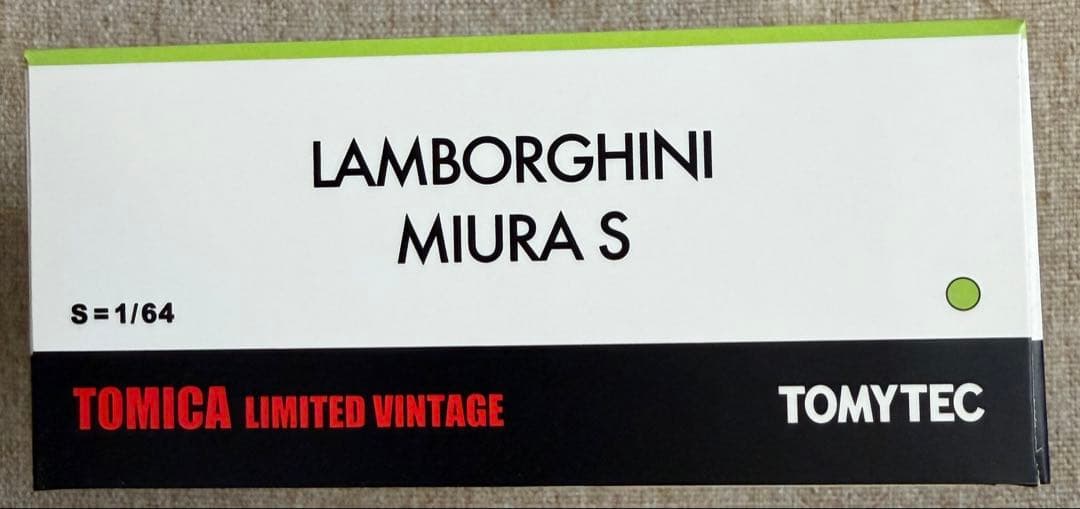 LAMBORGHINI
MIURA S
S=1/64
TOMICA LIMITED VINTAGE
TOMYTEC